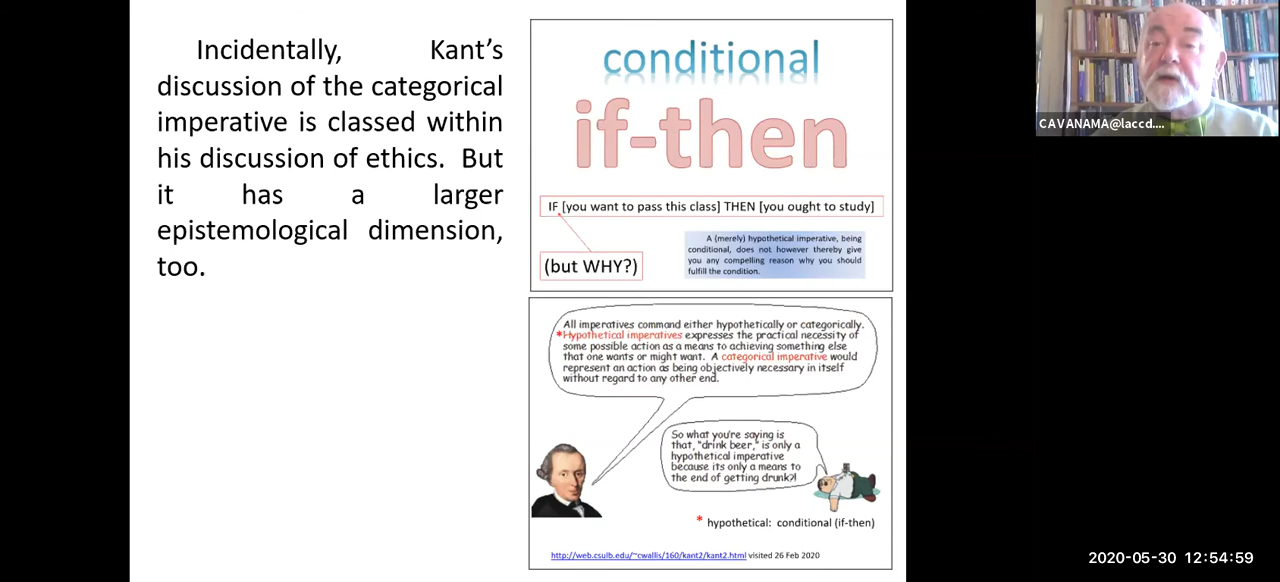 Incidentally, Kant's
discussion of the categorical
imperative is classed within
his discussion of ethics. But
it has a larger
epistemological dimension,
too.
conditional
if-then
IF [you want to pass this class] THEN [you ought to study]
(but WHY?)
A (merely) hypothetical imperative, being
conditional, does not however thereby give
you any compelling reason why you should
fulfill the condition.
All imperatives command either hypothetically or categorically.
*Hypothetical imperatives expresses the practical necessity of
some possible action as a means to achieving something else
that one wants or might want. A categorical imperative would
represent an action as being objectively necessary in itself
without regard to any other end.
So what you're saying is
that, "drink beer," is only a
hypothetical imperative
because its only a means to
the end of getting drunk?!
* hypothetical: conditional (if-then)
http://web.csulb.edu/~cwallis/160/kant2/kant2.html visited 26 Feb 2020
CAVANAMA@laccd....
2020-05-30 12:54:59